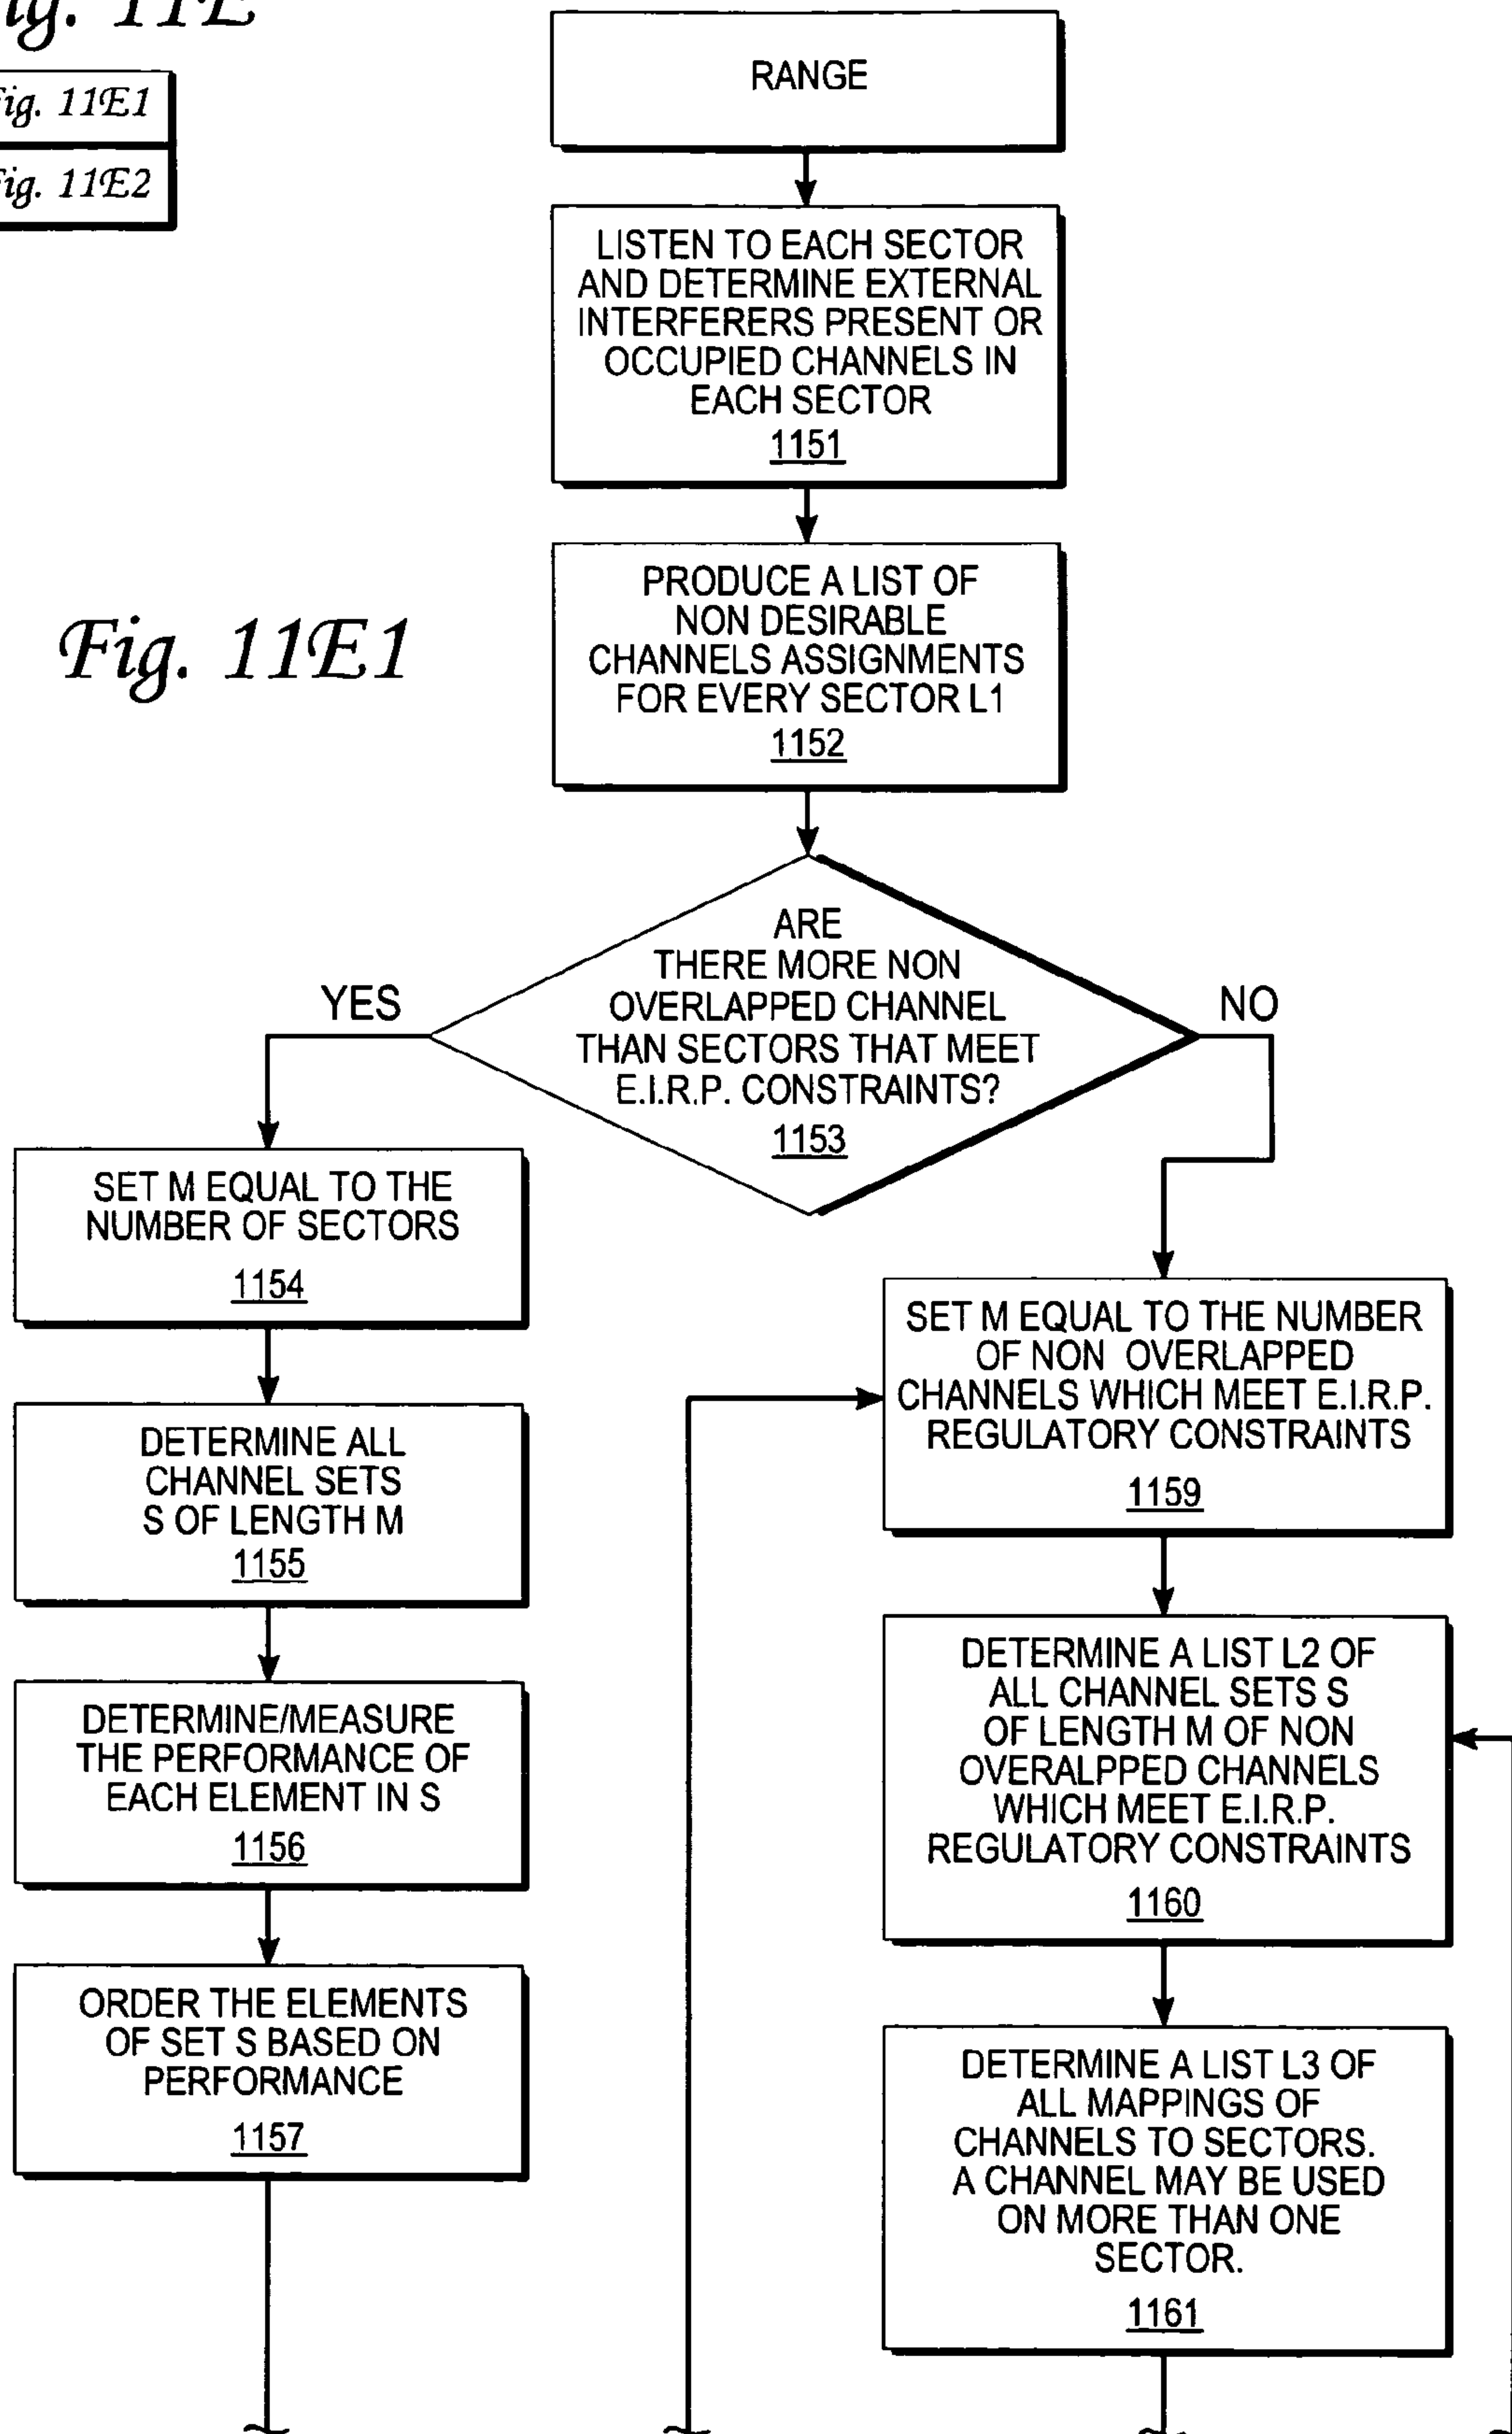 ig. 11E
RANGE
ig. 11E1
ig. 11E2
LISTEN TO EACH SECTOR
AND DETERMINE EXTERNAL
INTERFERERS PRESENT OR
OCCUPIED CHANNELS IN
EACH SECTOR
1151
Fig. 11E1
PRODUCE A LIST OF
NON DESIRABLE
CHANNELS ASSIGNMENTS
FOR EVERY SECTOR L1
1152
ARE
THERE MORE NON
OVERLAPPED CHANNEL
THAN SECTORS THAT MEET
E.I.R.P. CONSTRAINTS?
1153
YES
NO
SET M EQUAL TO THE
NUMBER OF SECTORS
1154
DETERMINE ALL
CHANNEL SETS
S OF LENGTH M
1155
DETERMINE/MEASURE
THE PERFORMANCE OF
EACH ELEMENT IN S
1156
ORDER THE ELEMENTS
OF SET S BASED ON
PERFORMANCE
1157
SET M EQUAL TO THE NUMBER
OF NON OVERLAPPED
CHANNELS WHICH MEET E.I.R.P.
REGULATORY CONSTRAINTS
1159
DETERMINE A LIST L2 OF
ALL CHANNEL SETS S
OF LENGTH M OF NON
OVERALPPED CHANNELS
WHICH MEET E.I.R.P.
REGULATORY CONSTRAINTS
1160
DETERMINE A LIST L3 OF
ALL MAPPINGS OF
CHANNELS TO SECTORS.
A CHANNEL MAY BE USED
ON MORE THAN ONE
SECTOR.
1161